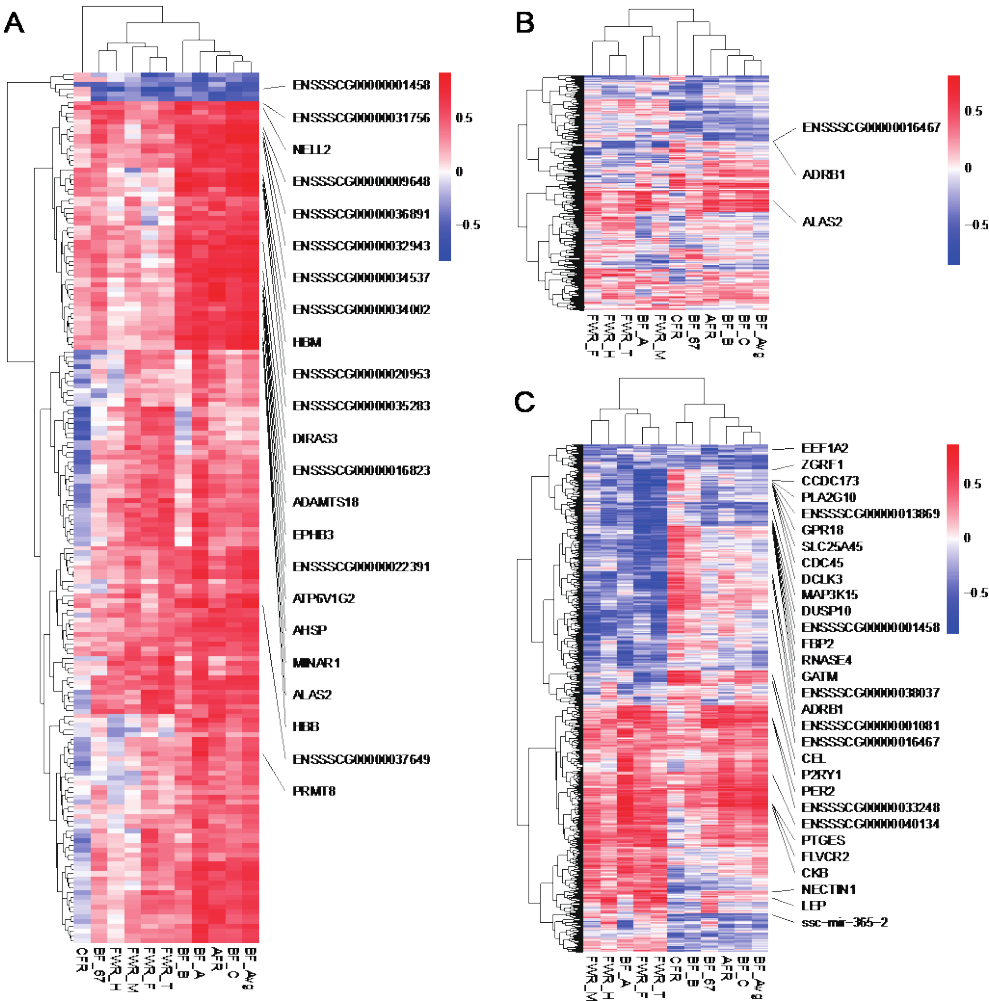 A
ENSSSCG00000001458
ENSSSCG00000031756
NELL2
ENSSSCG00000009648
ENSSSCG00000036891
ENSSSCG00000032943
ENSSSCG00000034537
ENSSSCG00000034002
HBM
ENSSSCG00000020953
ENSSSCG00000035283
DIRAS3
ENSSSCG00000016823
ADAMTS18
EPHB3
ENSSSCG00000022391
ATP6V1G2
AHSP
MINAR1
ALAS2
HBB
ENSSSCG00000037649
PRMT8
0.5
0
−0.5
CFR
BF_67
FWR_H
FWR_M
FWR_F
FWR_T
BF_B
BF_A
AFR
BF_C
BF_Avg
B
ENSSSCG00000016467
ADRB1
ALAS2
0.5
0
−0.5
FWR_F
FWR_H
FWR_T
BF_A
FWR_M
CFR
BF_67
AFR
BF_B
BF_C
BF_Avg
C
EEF1A2
ZGRF1
CCDC173
PLA2G10
ENSSSCG00000013869
GPR18
SLC25A45
CDC45
DCLK3
MAP3K15
DUSP10
ENSSSCG00000001458
FBP2
RNASE4
GATM
ENSSSCG00000038037
ADRB1
ENSSSCG00000001081
ENSSSCG00000016467
CEL
P2RY1
PER2
ENSSSCG00000033248
ENSSSCG00000040134
PTGES
FLVCR2
CKB
NECTIN1
LEP
ssc−mir−365−2
0.5
0
−0.5
FWR_M
FWR_H
BF_A
FWR_F
FWR_T
CFR
BF_B
BF_67
AFR
BF_C
BF_Avg